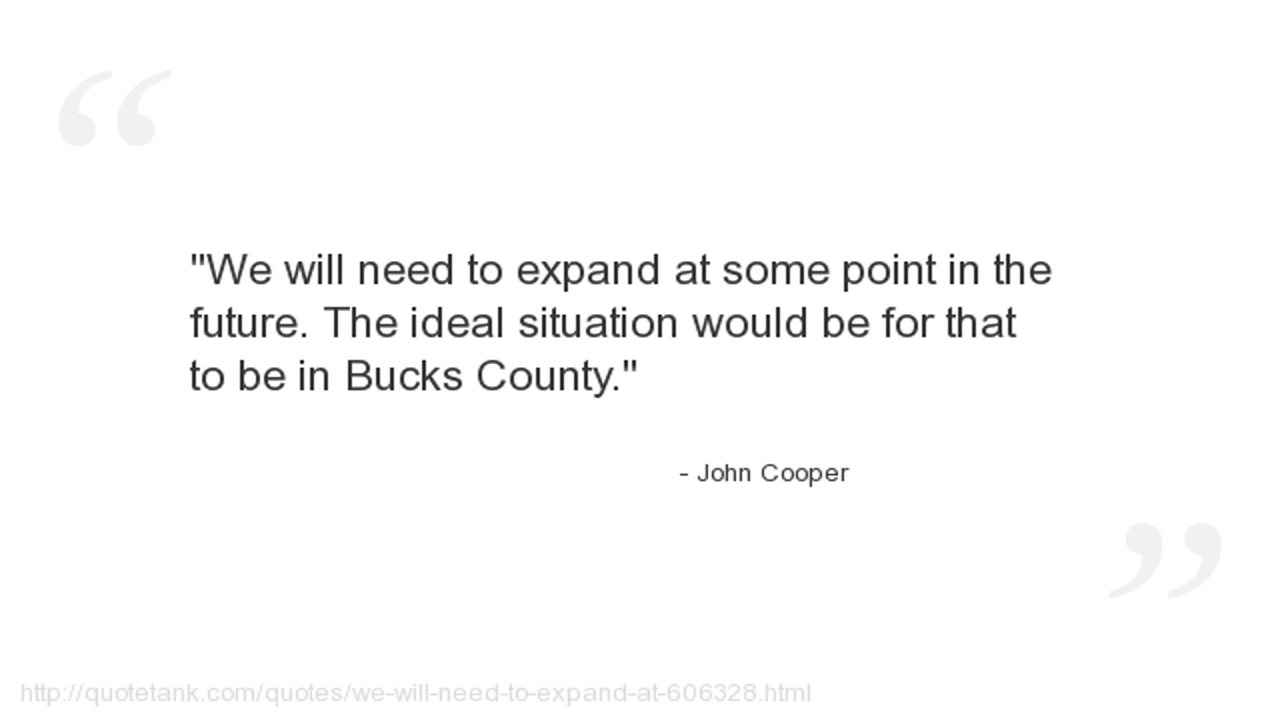 "We will need to expand at some point in the
future. The ideal situation would be for that
to be in Bucks County."
- John Cooper
http://quotetank.com/quotes/we-will-need-to-expand-at-606328.html